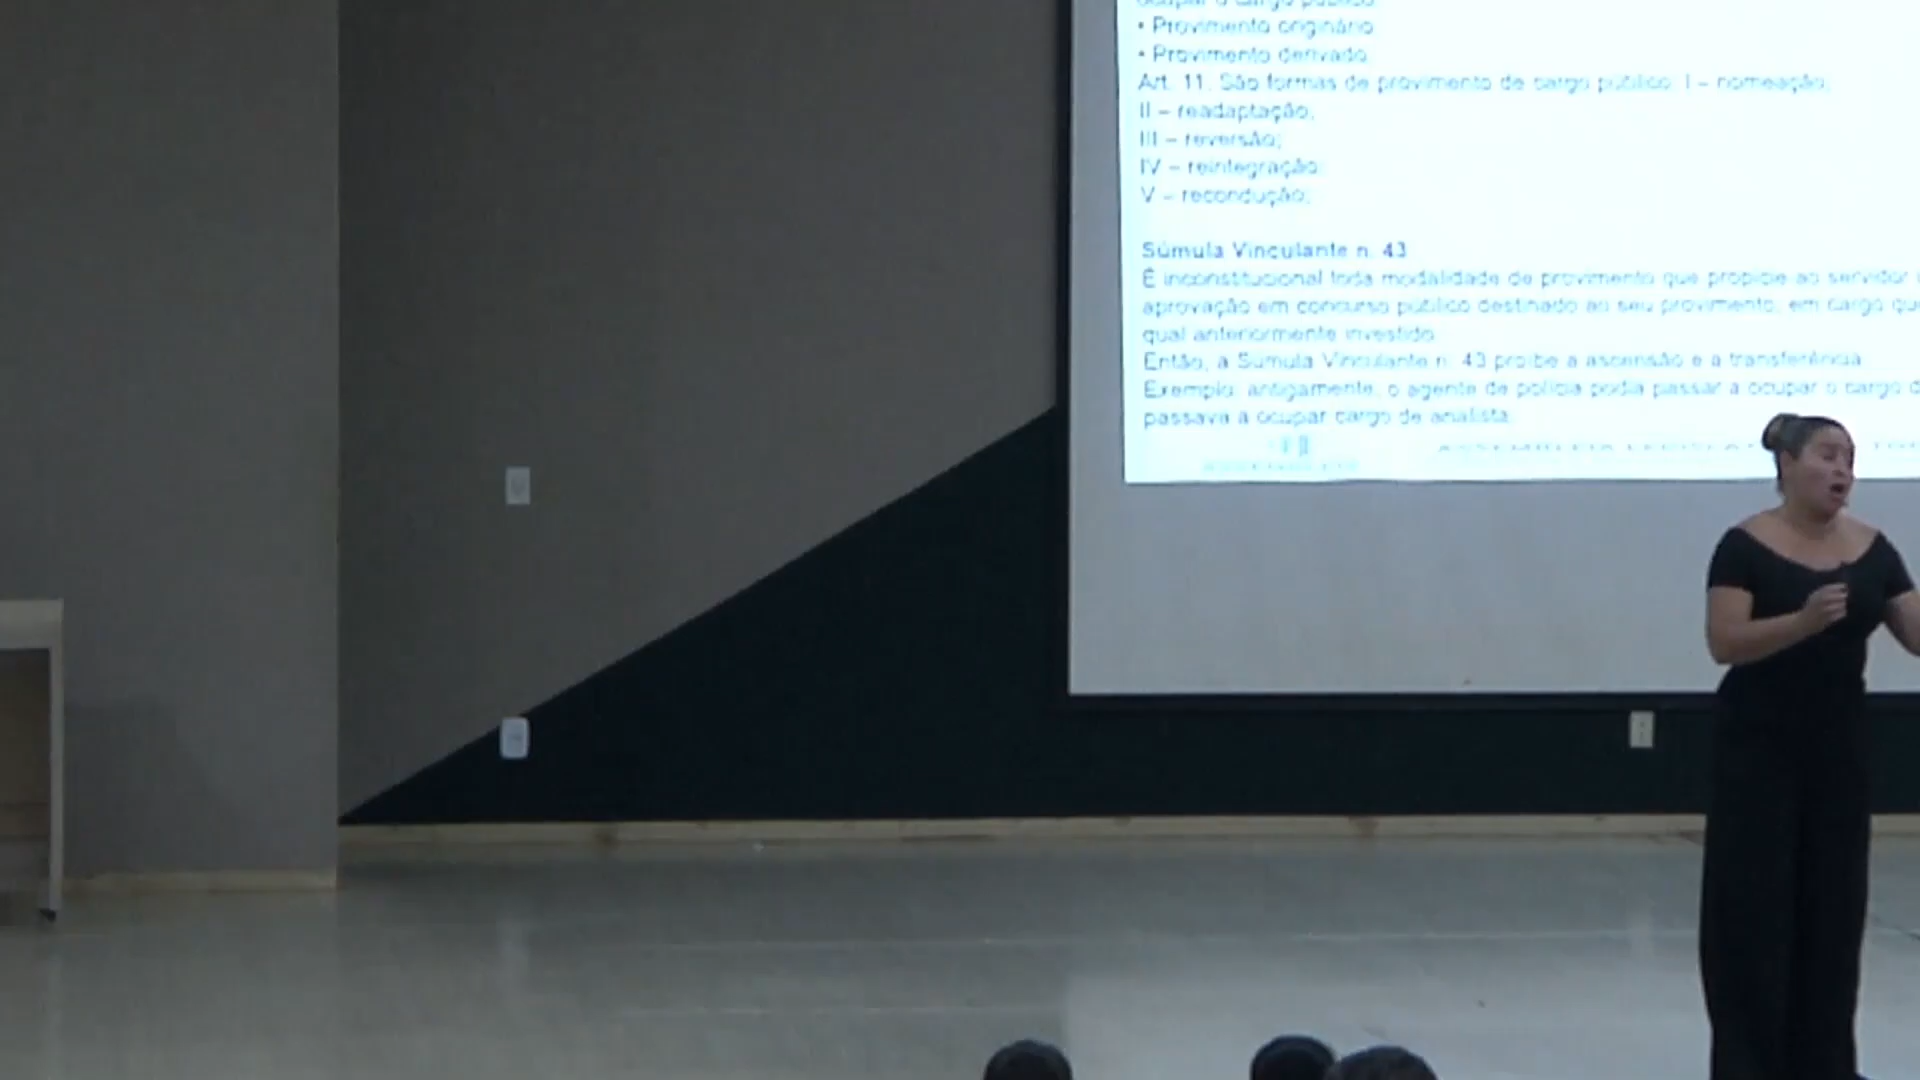 ocupar o cargo público.
• Provimento originário
• Provimento derivado
Art. 11. São formas de provimento de cargo público: I – nomeação;
II – readaptação;
III – reversão;
IV – reintegração;
V – recondução;
Súmula Vinculante n. 43
É inconstitucional toda modalidade de provimento que propicie ao servidor
aprovação em concurso público destinado ao seu provimento, em cargo que
qual anteriormente investido.
Então, a Súmula Vinculante n. 43 proíbe a ascensão e a transferência.
Exemplo: antigamente, o agente de polícia podia passar a ocupar o cargo d
passava a ocupar cargo de analista.